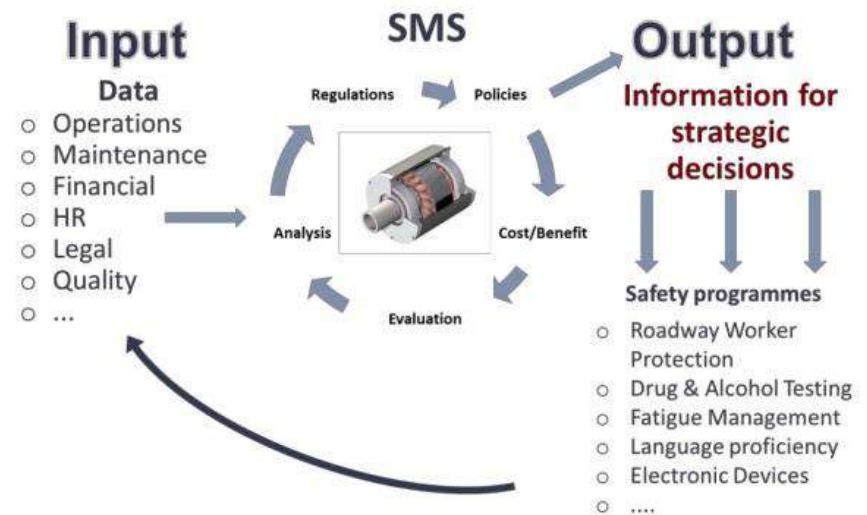 Input
Data
○ Operations
○ Maintenance
○ Financial
○ HR
○ Legal
○ Quality
○ ...
SMS
Regulations
Policies
Analysis
Cost/Benefit
Evaluation
Output
Information for
strategic
decisions
Safety programmes
○ Roadway Worker
Protection
○ Drug & Alcohol Testing
○ Fatigue Management
○ Language proficiency
○ Electronic Devices
○ ....